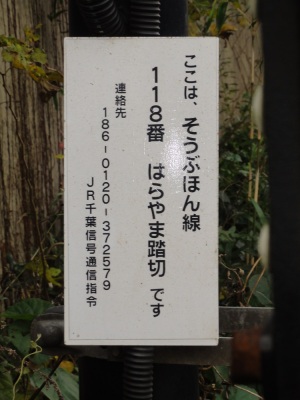 ここは、そうぶほん線
118番 はらやま踏切 です
連絡先
186-0120-372579
JR千葉信号通信指令